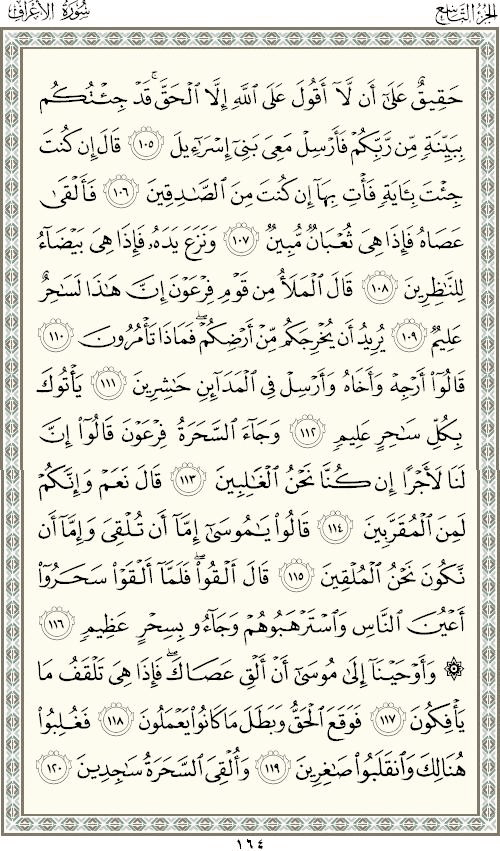 الجزء التاسع
سورة الأعراف
حَقِيقٌ عَلَىٰٓ أَن لَّآ أَقُولَ عَلَى ٱللَّهِ إِلَّا ٱلْحَقَّ ۚ قَدْ جِئْتُكُم
بِبَيِّنَةٍ مِّن رَّبِّكُمْ فَأَرْسِلْ مَعِىَ بَنِىٓ إِسْرَٰٓءِيلَ ١٠٥ قَالَ إِن كُنتَ
جِئْتَ بِـَٔايَةٍ فَأْتِ بِهَآ إِن كُنتَ مِنَ ٱلصَّـٰدِقِينَ ١٠٦ فَأَلْقَىٰ
عَصَاهُ فَإِذَا هِىَ ثُعْبَانٌ مُّبِينٌ ١٠٧ وَنَزَعَ يَدَهُۥ فَإِذَا هِىَ بَيْضَآءُ
لِلنَّـٰظِرِينَ ١٠٨ قَالَ ٱلْمَلَأُ مِن قَوْمِ فِرْعَوْنَ إِنَّ هَـٰذَا لَسَـٰحِرٌ
عَلِيمٌ ١٠٩ يُرِيدُ أَن يُخْرِجَكُم مِّنْ أَرْضِكُمْ ۖ فَمَاذَا تَأْمُرُونَ ١١٠
قَالُوٓا۟ أَرْجِهْ وَأَخَاهُ وَأَرْسِلْ فِى ٱلْمَدَآئِنِ حَـٰشِرِينَ ١١١ يَأْتُوكَ
بِكُلِّ سَـٰحِرٍ عَلِيمٍ ١١٢ وَجَآءَ ٱلسَّحَرَةُ فِرْعَوْنَ قَالُوٓا۟ إِنَّ
لَنَا لَأَجْرًا إِن كُنَّا نَحْنُ ٱلْغَـٰلِبِينَ ١١٣ قَالَ نَعَمْ وَإِنَّكُمْ
لَمِنَ ٱلْمُقَرَّبِينَ ١١٤ قَالُوا۟ يَـٰمُوسَىٰٓ إِمَّآ أَن تُلْقِىَ وَإِمَّآ أَن
نَّكُونَ نَحْنُ ٱلْمُلْقِينَ ١١٥ قَالَ أَلْقُوا۟ ۖ فَلَمَّآ أَلْقَوْا۟ سَحَرُوٓا۟
أَعْيُنَ ٱلنَّاسِ وَٱسْتَرْهَبُوهُمْ وَجَآءُو بِسِحْرٍ عَظِيمٍ ١١٦
۞ وَأَوْحَيْنَآ إِلَىٰ مُوسَىٰٓ أَنْ أَلْقِ عَصَاكَ ۖ فَإِذَا هِىَ تَلْقَفُ مَا
يَأْفِكُونَ ١١٧ فَوَقَعَ ٱلْحَقُّ وَبَطَلَ مَا كَانُوا۟ يَعْمَلُونَ ١١٨ فَغُلِبُوا۟
هُنَالِكَ وَٱنقَلَبُوا۟ صَـٰغِرِينَ ١١٩ وَأُلْقِىَ ٱلسَّحَرَةُ سَـٰجِدِينَ ١٢٠
١٦٤